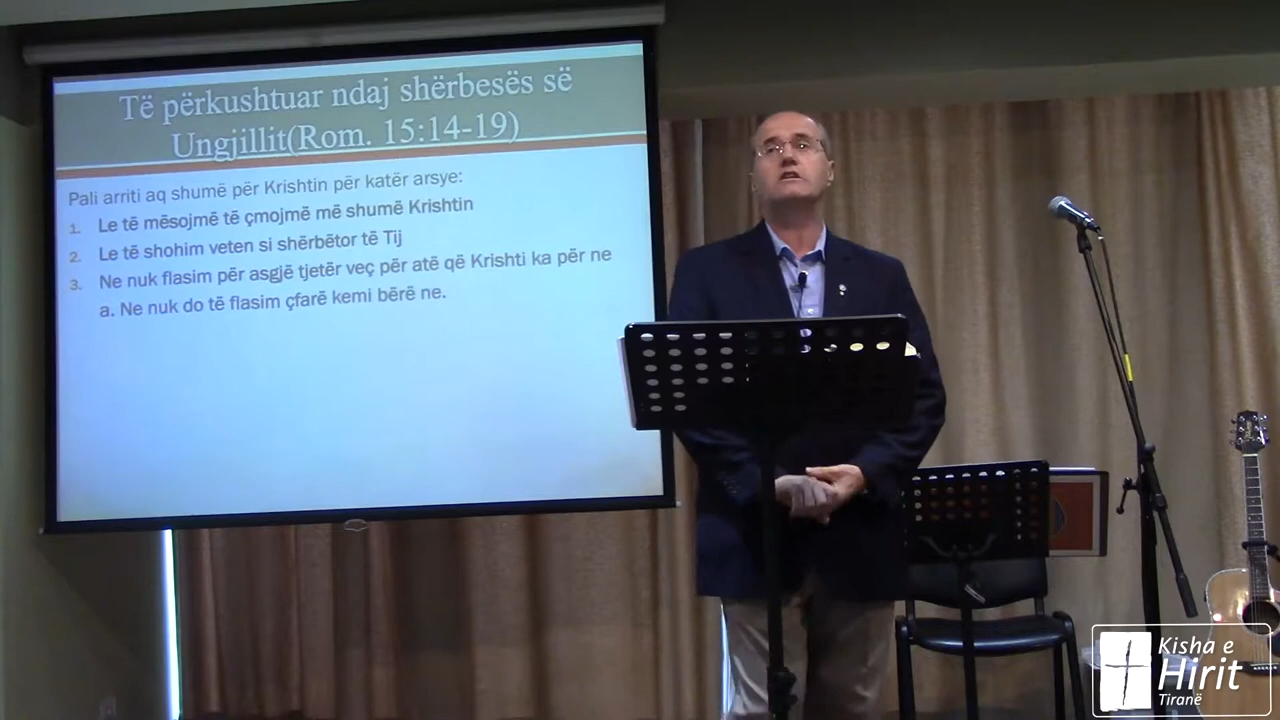 Të përkushtuar ndaj shërbesës së
Ungjillit(Rom. 15:14-19)
Pali arriti aq shumë për Krishtin për katër arsye:
1. Le të mësojmë të çmojmë më shumë Krishtin
2. Le të shohim veten si shërbëtor të Tij
3. Ne nuk flasim për asgjë tjetër veç për atë që Krishti ka për ne
a. Ne nuk do të flasim çfarë kemi bërë ne.
Kisha e
Hirit
Tiranë